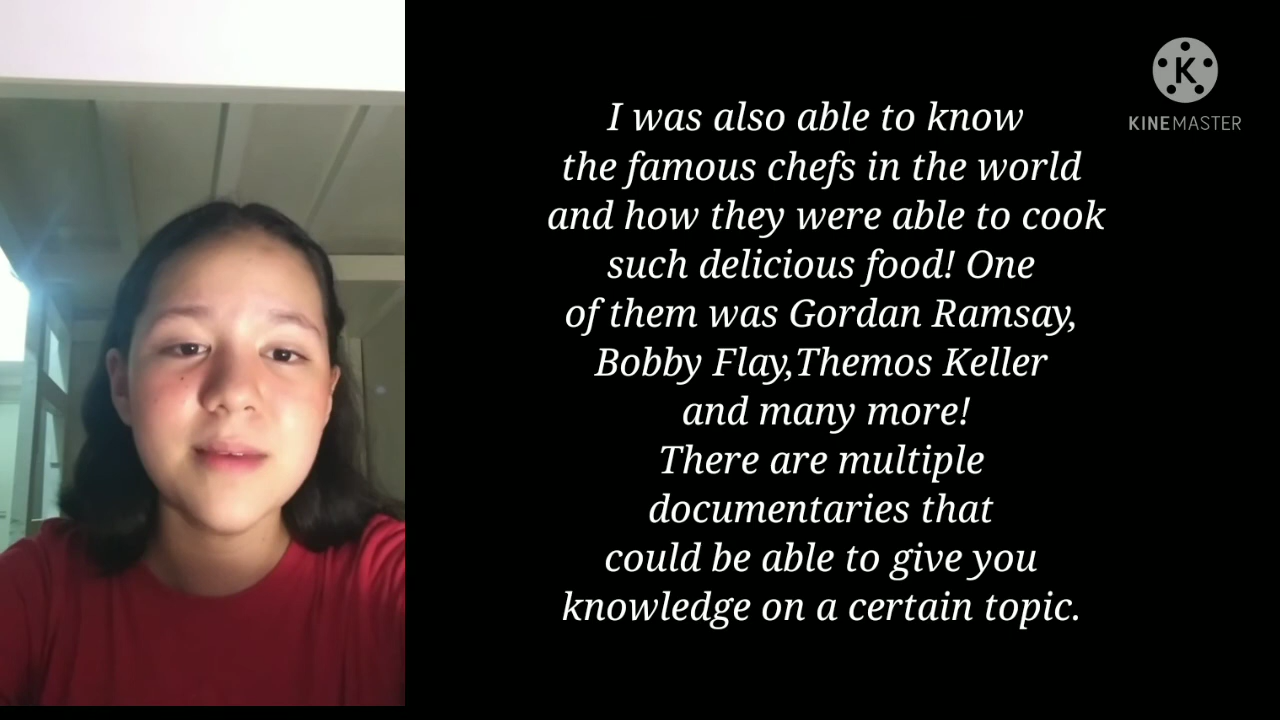 I was also able to know
the famous chefs in the world
and how they were able to cook
such delicious food! One
of them was Gordan Ramsay,
Bobby Flay,Themos Keller
and many more!
There are multiple
documentaries that
could be able to give you
knowledge on a certain topic.
K
KINEMASTER